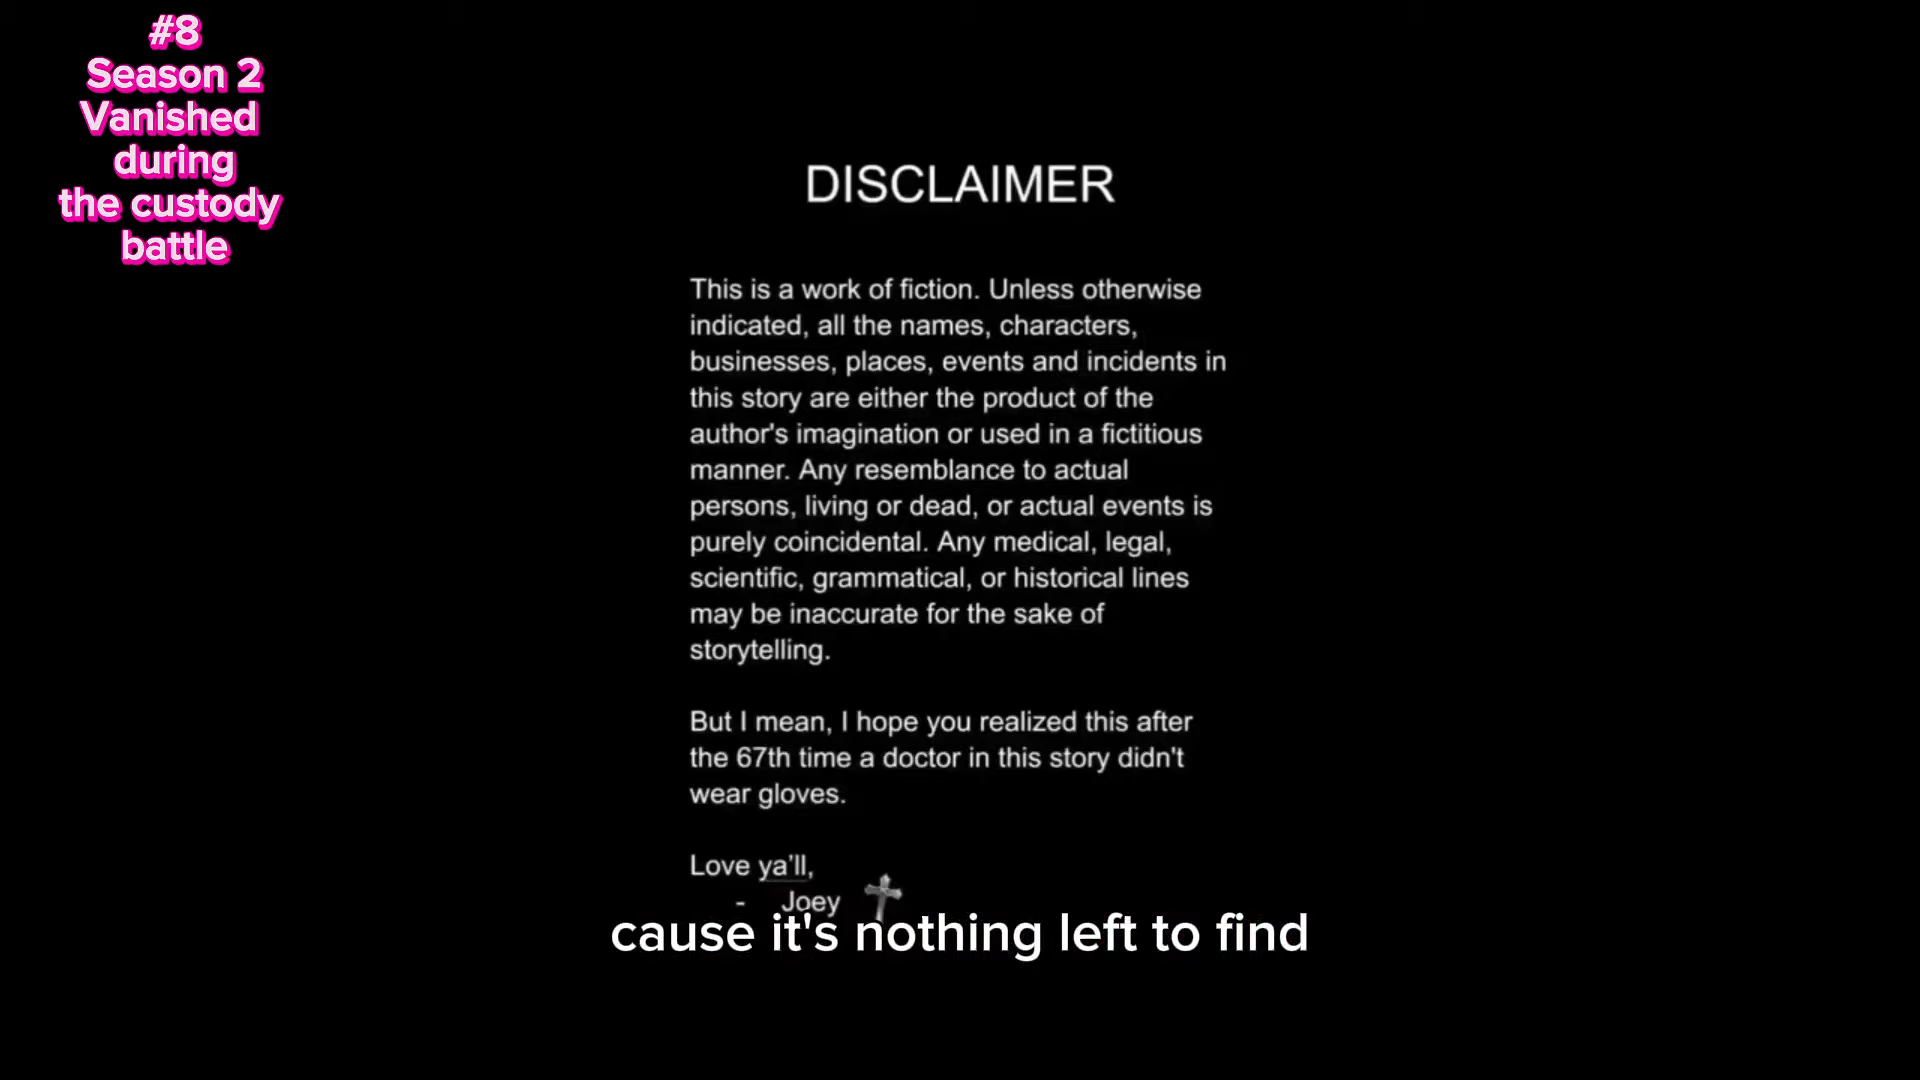 #8
Season 2
Vanished
during
the custody
battle
DISCLAIMER
This is a work of fiction. Unless otherwise
indicated, all the names, characters,
businesses, places, events and incidents in
this story are either the product of the
author's imagination or used in a fictitious
manner. Any resemblance to actual
persons, living or dead, or actual events is
purely coincidental. Any medical, legal,
scientific, grammatical, or historical lines
may be inaccurate for the sake of
storytelling.
But I mean, I hope you realized this after
the 67th time a doctor in this story didn't
wear gloves.
Love ya'll,
- Joey
cause it's nothing left to find